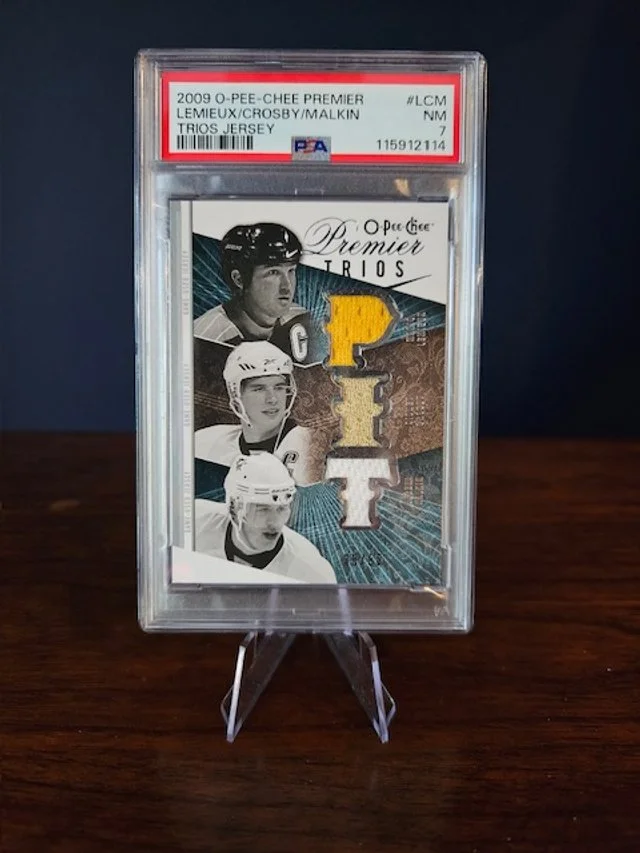 2009 O-PEE-CHEE PREMIER #LCM
LEMIEUX/CROSBY/MALKIN NM
TRIOS JERSEY 7
PSA 115912114
O-Pee-Chee
Premier
TRIOS
C
P
I
C
T